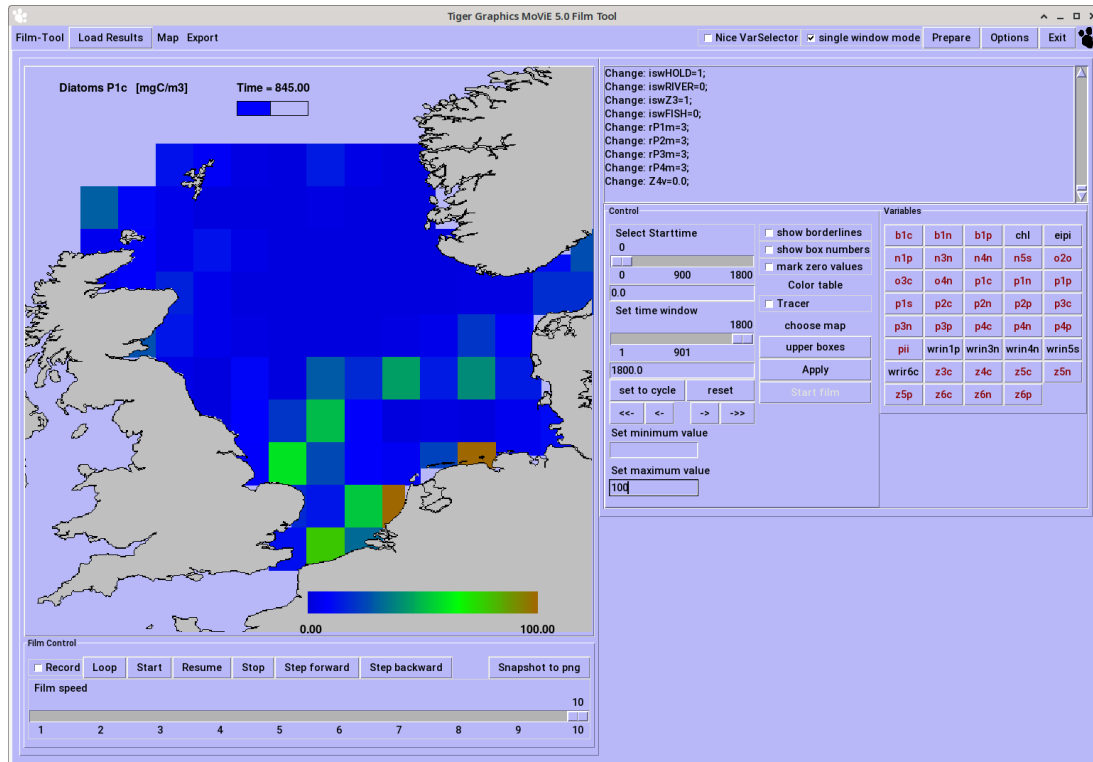 Tiger Graphics MoViE 5.0 Film Tool
Film-Tool Load Results Map Export Nice VarSelector single window mode Prepare Options Exit
Diatoms P1c [mgC/m3] Time = 845.00
0.00 100.00
Change: iswHOLD=1;
Change: iswRIVER=0;
Change: iswZ3=1;
Change: iswFISH=0;
Change: rP1m=3;
Change: rP2m=3;
Change: rP3m=3;
Change: rP4m=3;
Change: Z4v=0.0;
Control
Select Starttime
0
0 900 1800
0.0
Set time window
1800
1 901
1800.0
set to cycle reset
<<- <- -> ->>
Set minimum value
Set maximum value
100
show borderlines
show box numbers
mark zero values
Color table
Tracer
choose map
upper boxes
Apply
Start film
Variables
b1c b1n b1p chl eipi
n1p n3n n4n n5s o2o
o3c o4n p1c p1n p1p
p1s p2c p2n p2p p3c
p3n p3p p4c p4n p4p
pii wrin1p wrin3n wrin4n wrin5s
wrir6c z3c z4c z5c z5n
z5p z6c z6n z6p
Film Control
Record Loop Start Resume Stop Step forward Step backward Snapshot to png
Film speed
10
1 2 3 4 5 6 7 8 9 10